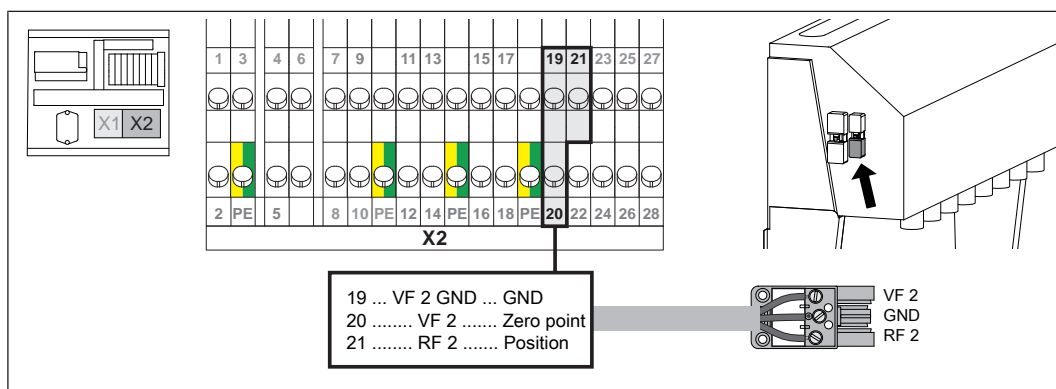 X1 X2
1 3 4 6 7 9 11 13 15 17 19 21 23 25 27
2 PE 5 8 10 PE 12 14 PE 16 18 PE 20 22 24 26 28
X2
19 ... VF 2 GND ... GND
20 ........ VF 2 ....... Zero point
21 ........ RF 2 ....... Position
VF 2
GND
RF 2